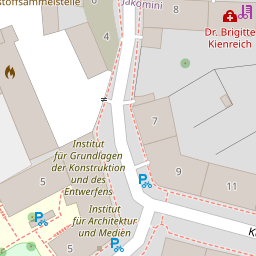 stoffsammelstelle
Jakomini
8
11
Dr. Brigitte
Kienreich
4
7
Institut
für Grundlagen
der Konstruktion
und des
Entwerfens
5
9
11
P
Institut
für Architektur
und Medien
P
P
5